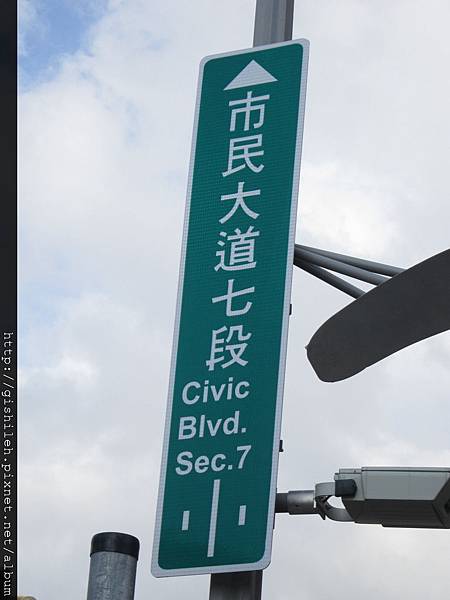 市民大道七段
Civic
Blvd.
Sec.7
http://gishileh.pixnet.net/album